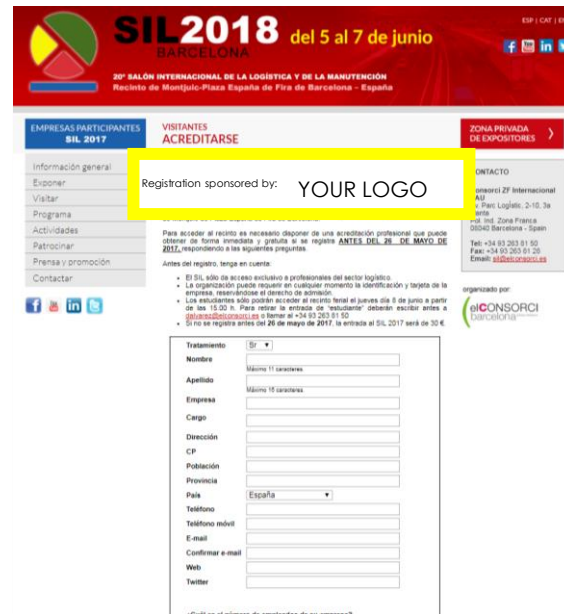 SIL2018 del 5 al 7 de junio
BARCELONA
ESP | CAT |
20º SALÓN INTERNACIONAL DE LA LOGÍSTICA Y DE LA MANUTENCIÓN
Recinto de Montjuïc-Plaza España de Fira de Barcelona - España
EMPRESAS PARTICIPANTES
SIL 2017
Información general
Exponer
Visitar
Programa
Actividades
Patrocinar
Prensa y promoción
Contactar
VISITANTES
ACREDITARSE
Registration sponsored by: YOUR LOGO
Para acceder al recinto es necesario disponer de una acreditación profesional que puede
obtener de forma inmediata y gratuita si se registra ANTES DEL 26 DE MAYO DE
2017, respondiendo a las siguientes preguntas.
Antes del registro, tenga en cuenta:
• El SIL sólo de acceso exclusivo a profesionales del sector logístico.
• La organización puede requerir en cualquier momento la identificación y tarjeta de la
empresa, reservándose el derecho de admisión.
• Los estudiantes sólo podrán acceder al recinto ferial el jueves día 8 de junio a partir
de las 15.00 h. Para retirar la entrada de "estudiante" deberán escribir antes a
dalvarez@elconsorci.es o llamar al +34 93 263 81 50
• Si no se registra antes del 26 de mayo de 2017, la entrada al SIL 2017 será de 30 €.
Tratamiento Sr
Nombre
Máximo 11 caracteres.
Apellido
Máximo 15 caracteres.
Empresa
Cargo
Dirección
CP
Población
Provincia
País España
Teléfono
Teléfono móvil
E-mail
Confirmar e-mail
Web
Twitter
¿Cuál es el número de empleados de su empresa?
ZONA PRIVADA
DE EXPOSITORES
CONTACTO
Consorci ZF Internacional
Av. Parc Logístic, 2-10, 3a
Pol. Ind. Zona Franca
08040 Barcelona - Spain
Tel: +34 93 263 81 50
Fax: +34 93 263 81 28
Email: sil@elconsorci.es
organizado por:
elCONSORCI
barcelona